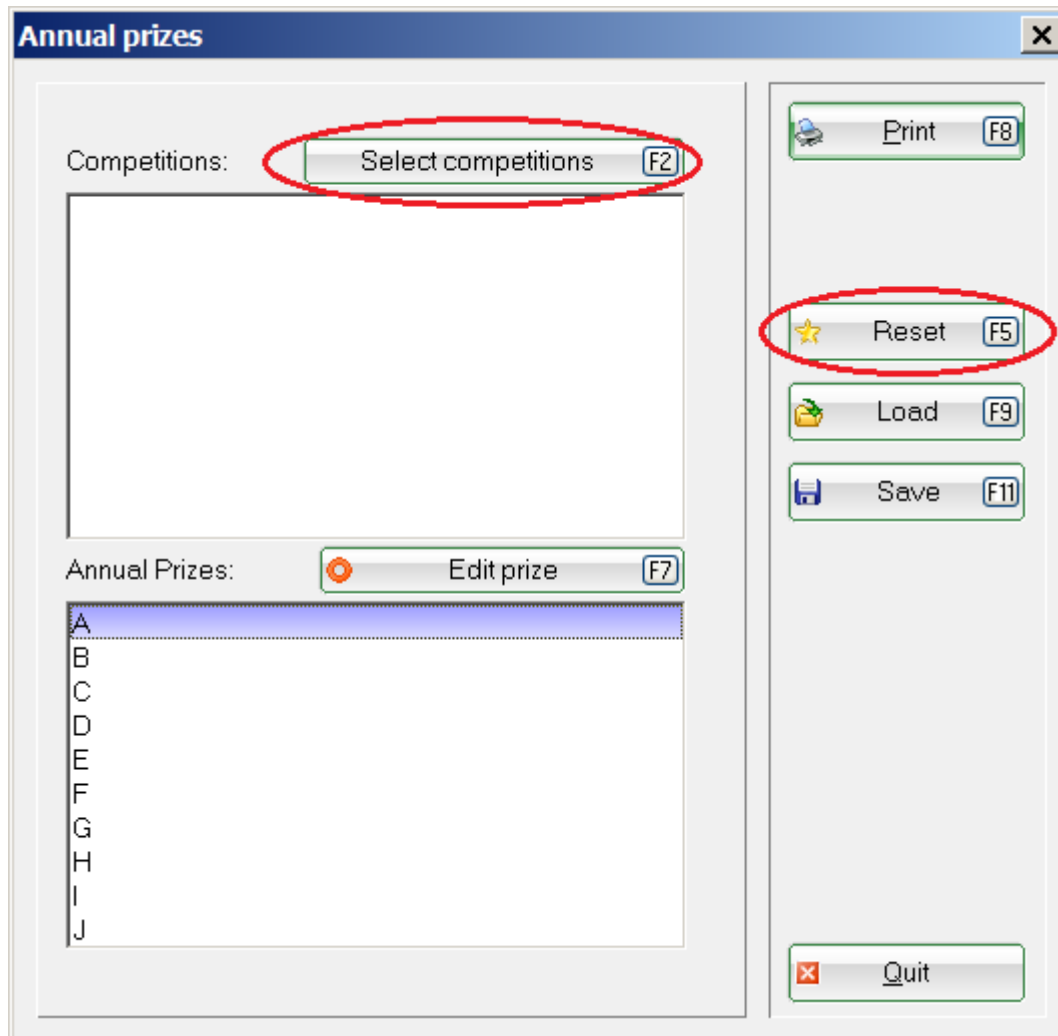 Annual prizes
Competitions:
Select competitions F2
Annual Prizes:
Edit prize F7
A
B
C
D
E
F
G
H
I
J
Print F8
Reset F5
Load F9
Save F11
Quit